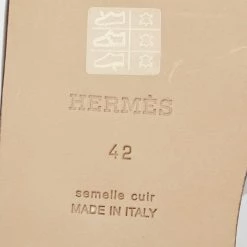 HERMÈS
42
semelle cuir
MADE IN ITALY